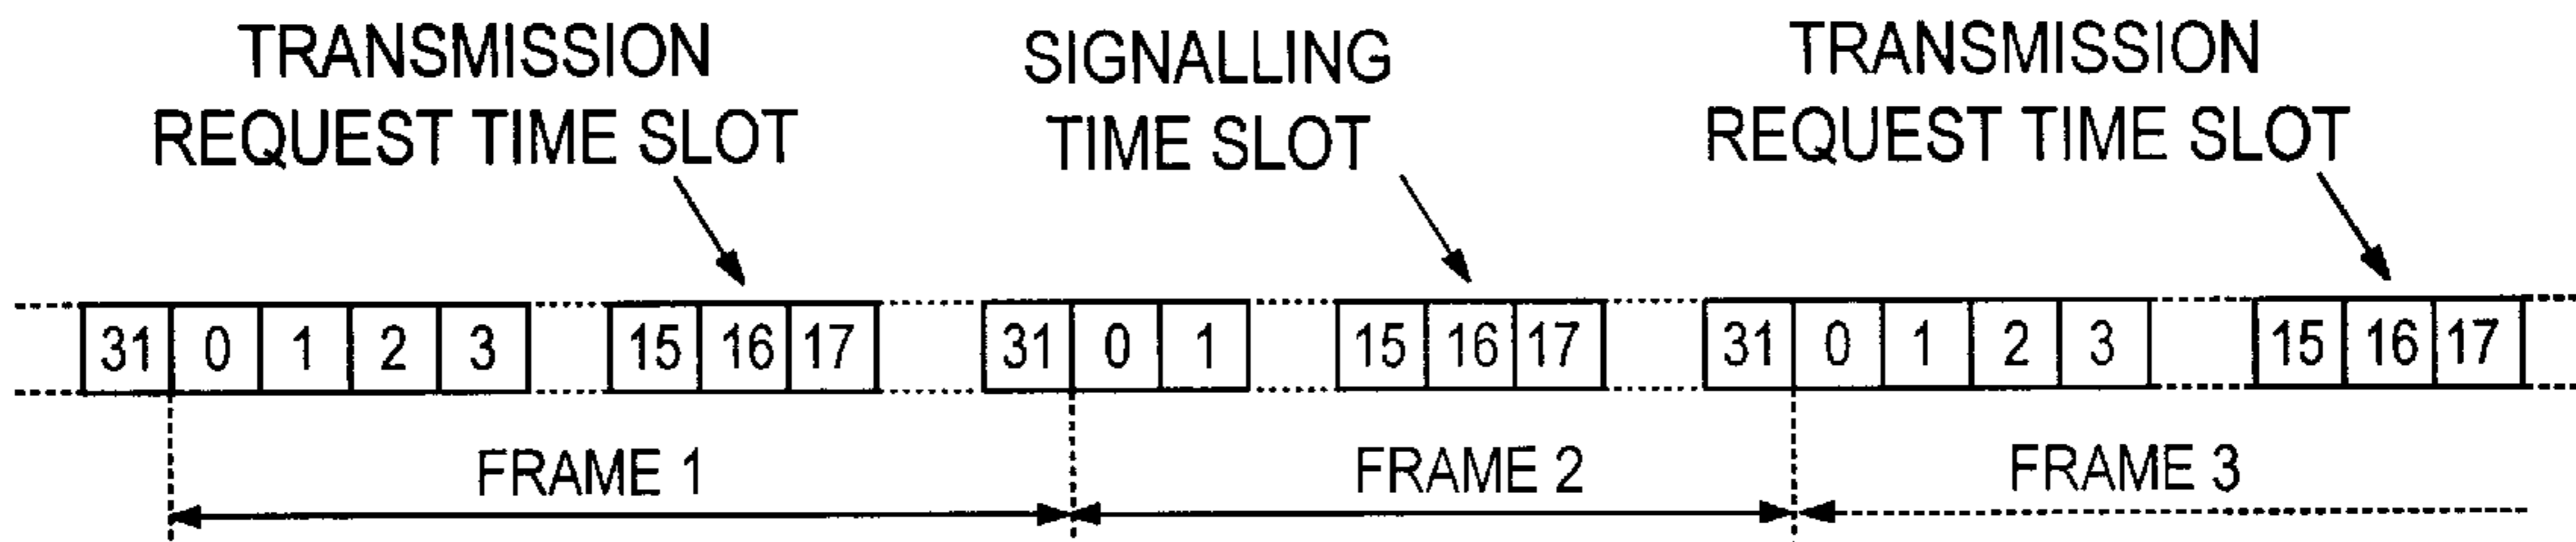 TRANSMISSION
REQUEST TIME SLOT
SIGNALLING
TIME SLOT
TRANSMISSION
REQUEST TIME SLOT
31 0 1 2 3 15 16 17 31 0 1 15 16 17 31 0 1 2 3 15 16 17
FRAME 1 FRAME 2 FRAME 3